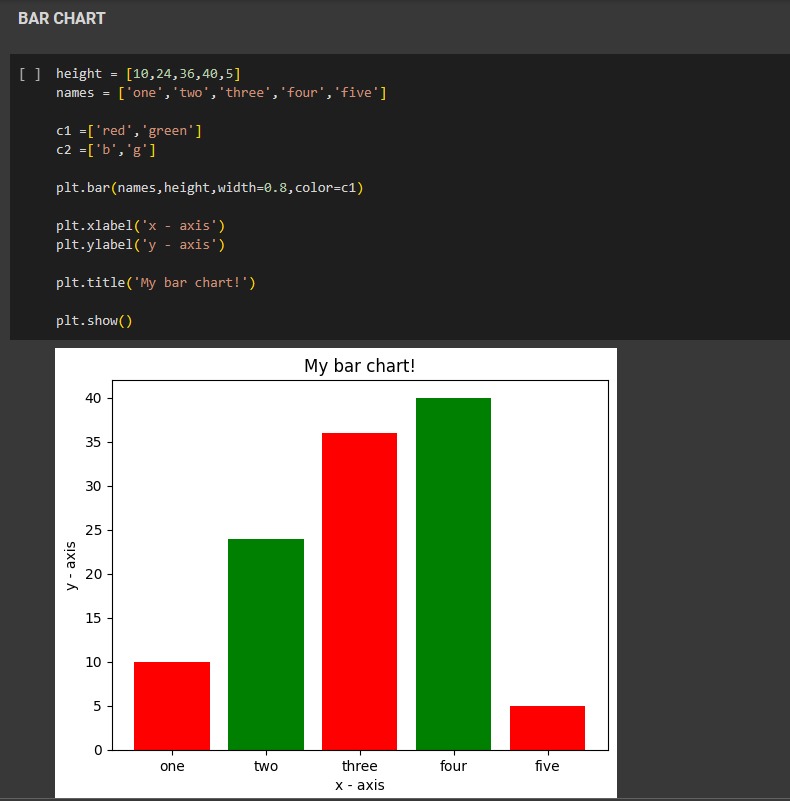 BAR CHART
[ ] height = [10,24,36,40,5]
names = ['one','two','three','four','five']
c1 =['red','green']
c2 =['b','g']
plt.bar(names,height,width=0.8,color=c1)
plt.xlabel('x - axis')
plt.ylabel('y - axis')
plt.title('My bar chart!')
plt.show()
My bar chart!
y - axis
40
35
30
25
20
15
10
5
0
one two three four five
x - axis